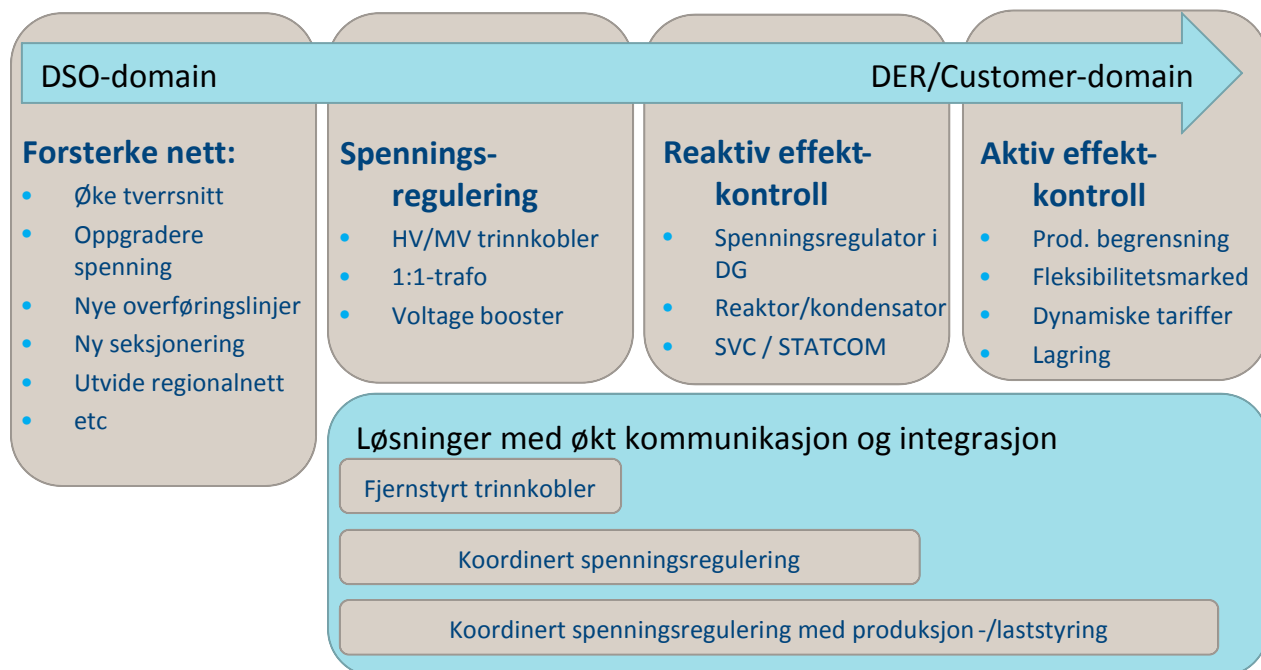 DSO-domain
DER/Customer-domain
Forsterke nett:
• Øke tverrsnitt
• Oppgradere
spenning
• Nye overføringslinjer
• Ny seksjonering
• Utvide regionalnett
• etc
Spennings-
regulering
• HV/MV trinnkobler
• 1:1-trafo
• Voltage booster
Reaktiv effekt-
kontroll
• Spenningsregulator i
DG
• Reaktor/kondensator
• SVC / STATCOM
Aktiv effekt-
kontroll
• Prod. begrensning
• Fleksibilitetsmarked
• Dynamiske tariffer
• Lagring
Løsninger med økt kommunikasjon og integrasjon
Fjernstyrt trinnkobler
Koordinert spenningsregulering
Koordinert spenningsregulering med produksjon -/laststyring